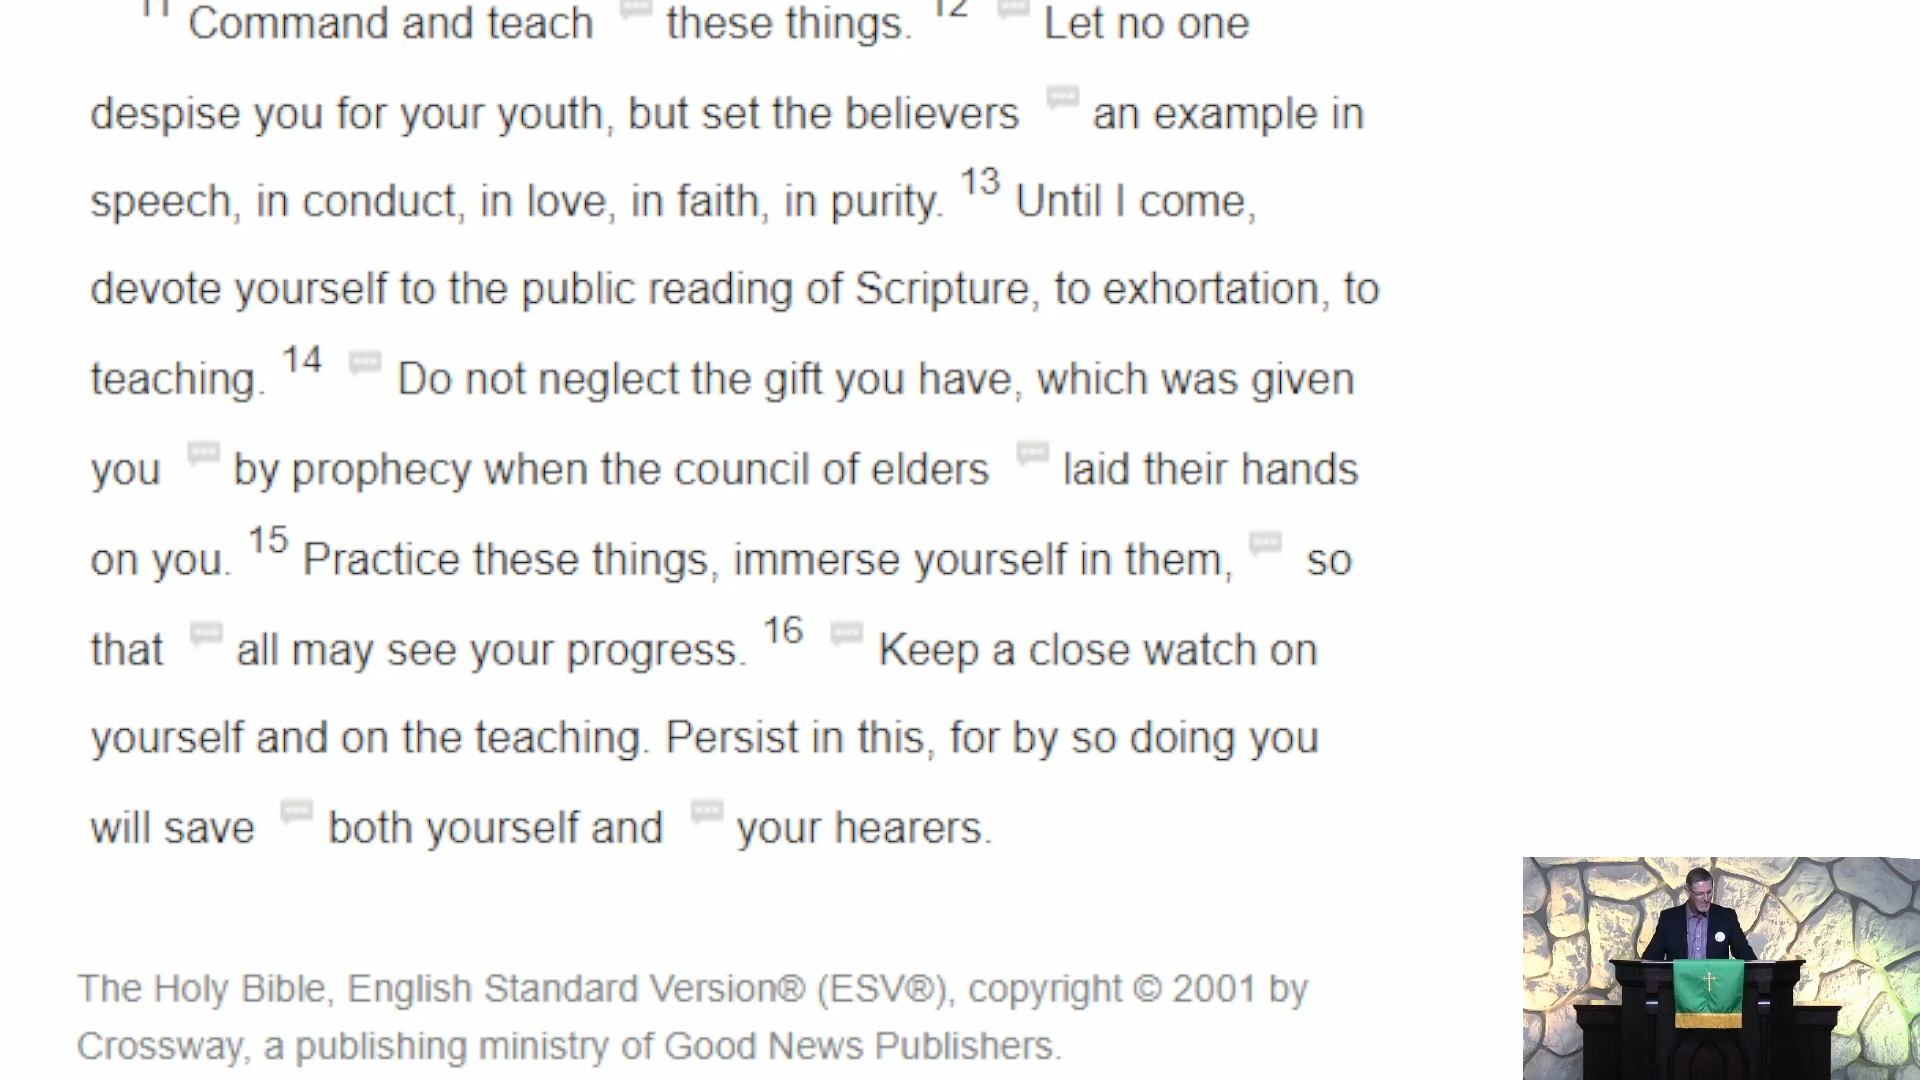 11 Command and teach these things. 12 Let no one
despise you for your youth, but set the believers an example in
speech, in conduct, in love, in faith, in purity. 13 Until I come,
devote yourself to the public reading of Scripture, to exhortation, to
teaching. 14 Do not neglect the gift you have, which was given
you by prophecy when the council of elders laid their hands
on you. 15 Practice these things, immerse yourself in them, so
that all may see your progress. 16 Keep a close watch on
yourself and on the teaching. Persist in this, for by so doing you
will save both yourself and your hearers.
The Holy Bible, English Standard Version® (ESV®), copyright © 2001 by
Crossway, a publishing ministry of Good News Publishers.